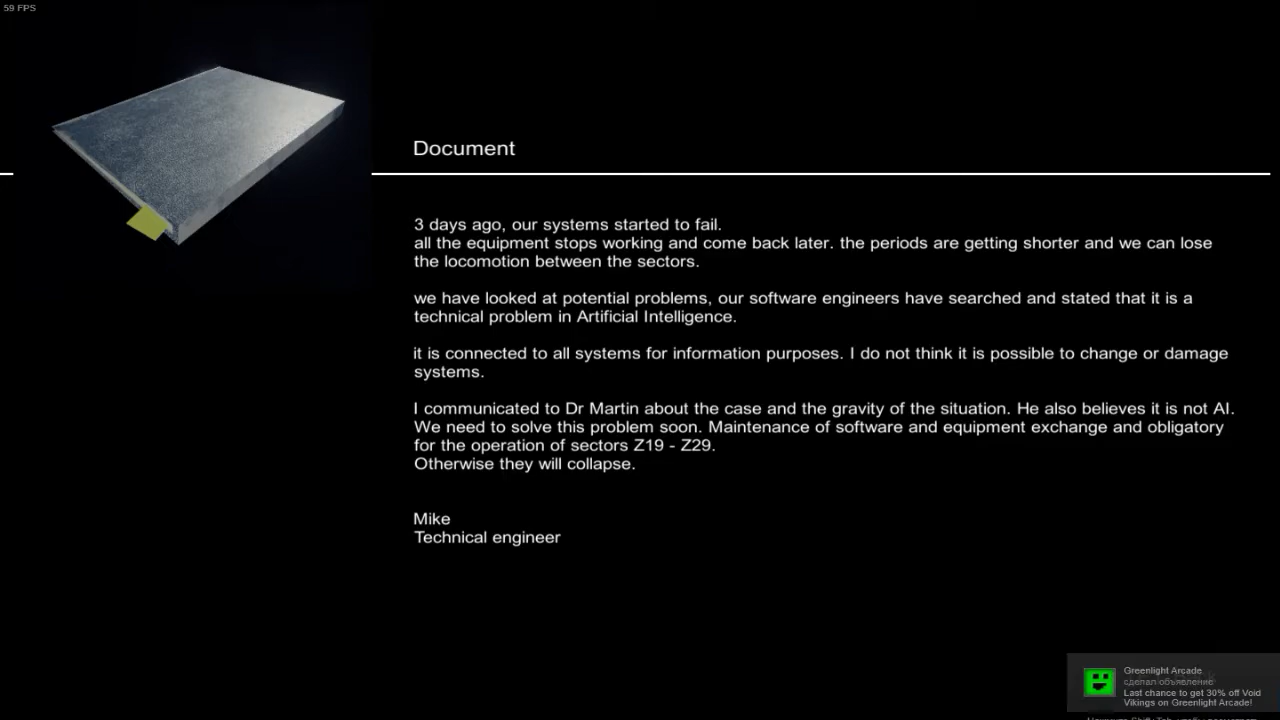 59 FPS
Document
3 days ago, our systems started to fail.
all the equipment stops working and come back later. the periods are getting shorter and we can lose
the locomotion between the sectors.
we have looked at potential problems, our software engineers have searched and stated that it is a
technical problem in Artificial Intelligence.
it is connected to all systems for information purposes. I do not think it is possible to change or damage
systems.
I communicated to Dr Martin about the case and the gravity of the situation. He also believes it is not AI.
We need to solve this problem soon. Maintenance of software and equipment exchange and obligatory
for the operation of sectors Z19 - Z29.
Otherwise they will collapse.
Mike
Technical engineer
Greenlight Arcade
сделал объявление
Last chance to get 30% off Void
Vikings on Greenlight Arcade!